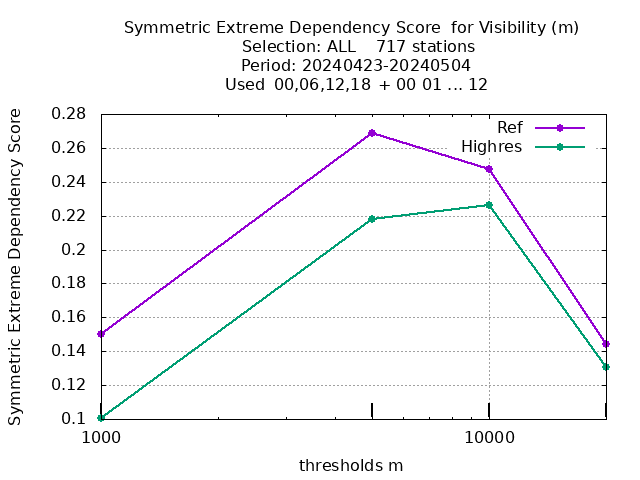 Symmetric Extreme Dependency Score  for Visibility (m)
Selection: ALL    717 stations
Period: 20240423-20240504
Used  00,06,12,18  + 00 01 ... 12
Symmetric Extreme Dependency Score
0.28
0.26
0.24
0.22
0.2
0.18
0.16
0.14
0.12
0.1
Ref
Highres
1000
10000
thresholds m